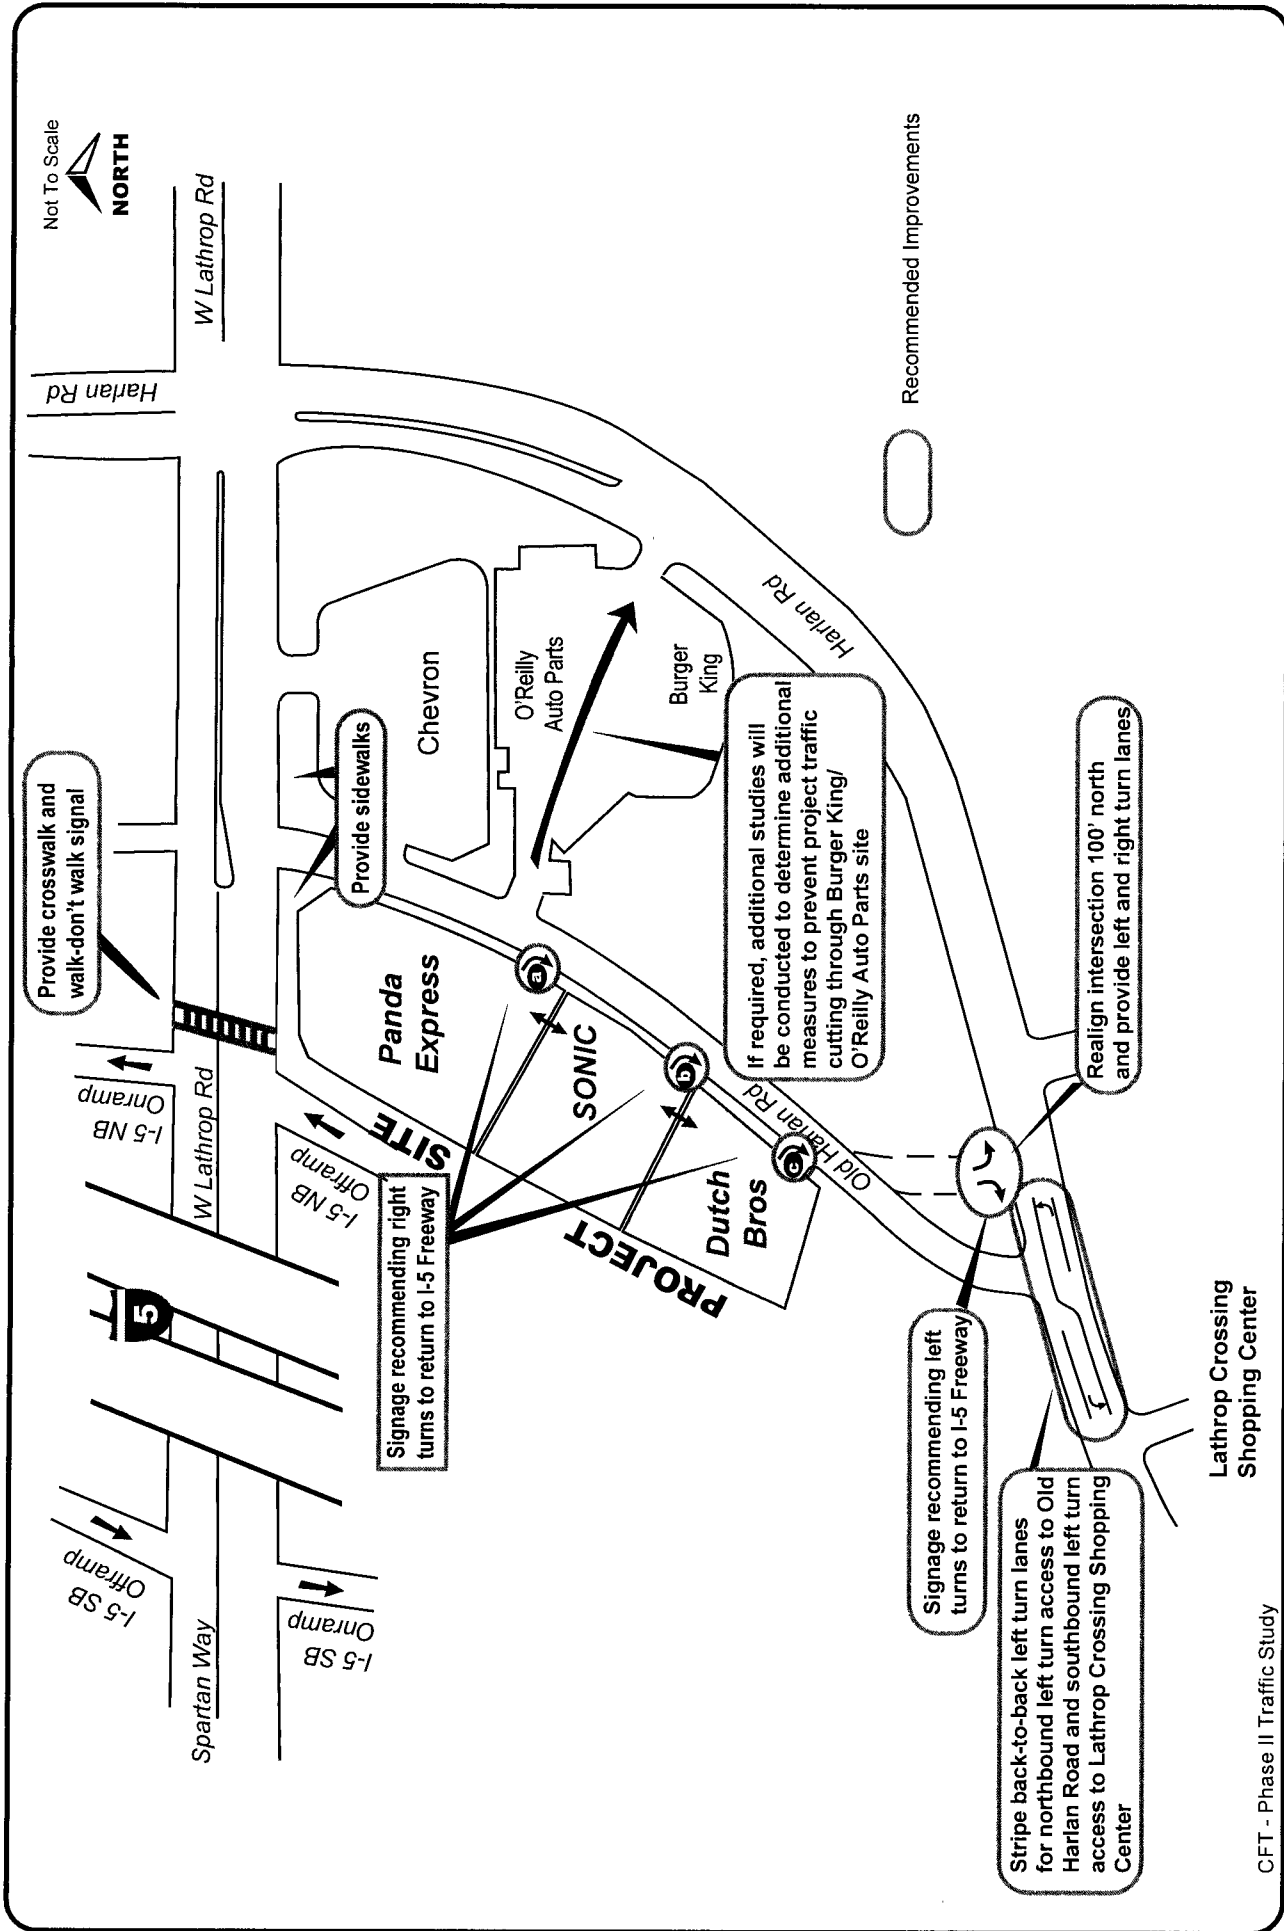 Not To Scale
NORTH
Harlan Rd
W Lathrop Rd
Provide crosswalk and
walk-don't walk signal
I-5 NB
Onramp
W Lathrop Rd
5
I-5 SB
Offramp
Spartan Way
I-5 SB
Onramp
I-5 NB
Offramp
Provide sidewalks
Chevron
O'Reilly
Auto Parts
Burger
King
Harlan Rd
Panda
Express
SONIC
Dutch
Bros
PROJECT
SITE
a
b
c
Old Harlan Rd
Signage recommending right
turns to return to I-5 Freeway
If required, additional studies will
be conducted to determine additional
measures to prevent project traffic
cutting through Burger King/
O'Reilly Auto Parts site
Recommended Improvements
Realign intersection 100' north
and provide left and right turn lanes
Signage recommending left
turns to return to I-5 Freeway
Stripe back-to-back left turn lanes
for northbound left turn access to Old
Harlan Road and southbound left turn
access to Lathrop Crossing Shopping
Center
Lathrop Crossing
Shopping Center
CFT - Phase II Traffic Study